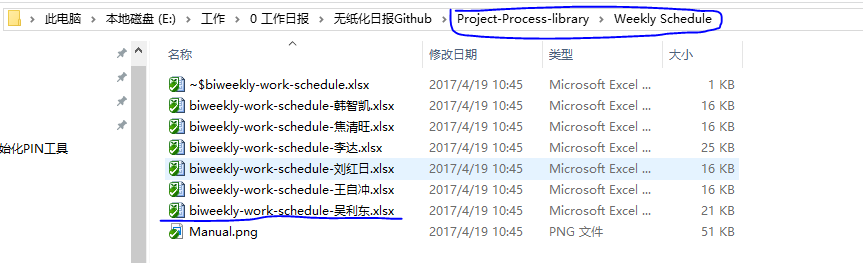 此电脑 > 本地磁盘 (E:) > 工作 > 0 工作日报 > 无纸化日报Github > Project-Process-library > Weekly Schedule
名称 修改日期 类型 大小
~$biweekly-work-schedule.xlsx 2017/4/19 10:45 Microsoft Excel ... 1 KB
biweekly-work-schedule-韩智凯.xlsx 2017/4/19 10:45 Microsoft Excel ... 16 KB
biweekly-work-schedule-焦清旺.xlsx 2017/4/19 10:45 Microsoft Excel ... 16 KB
biweekly-work-schedule-李达.xlsx 2017/4/19 10:45 Microsoft Excel ... 25 KB
始化PIN工具
biweekly-work-schedule-刘红日.xlsx 2017/4/19 10:45 Microsoft Excel ... 16 KB
biweekly-work-schedule-王自冲.xlsx 2017/4/19 10:45 Microsoft Excel ... 16 KB
biweekly-work-schedule-吴利东.xlsx 2017/4/19 10:45 Microsoft Excel ... 21 KB
Manual.png 2017/4/19 10:45 PNG 文件 51 KB